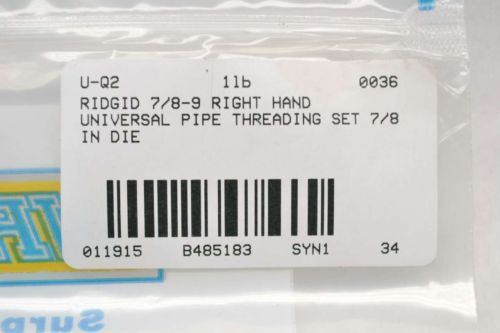 U-Q2 1lb 0036
RIDGID 7/8-9 RIGHT HAND
UNIVERSAL PIPE THREADING SET 7/8
IN DIE
011915 B485183 SYN1 34